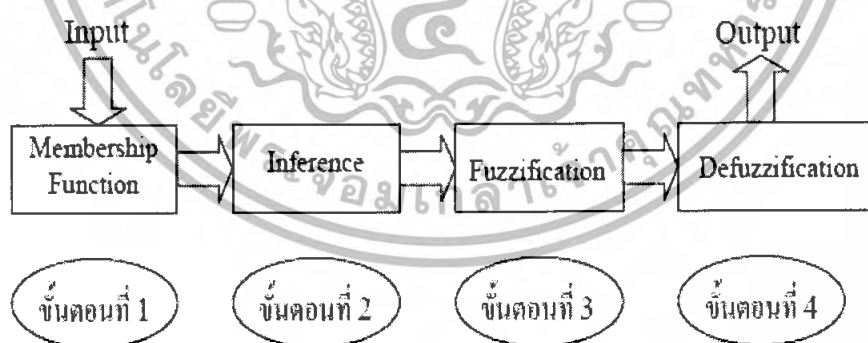 Input
Output
Membership
Function
Inference
Fuzzification
Defuzzification
ขั้นตอนที่ 1
ขั้นตอนที่ 2
ขั้นตอนที่ 3
ขั้นตอนที่ 4